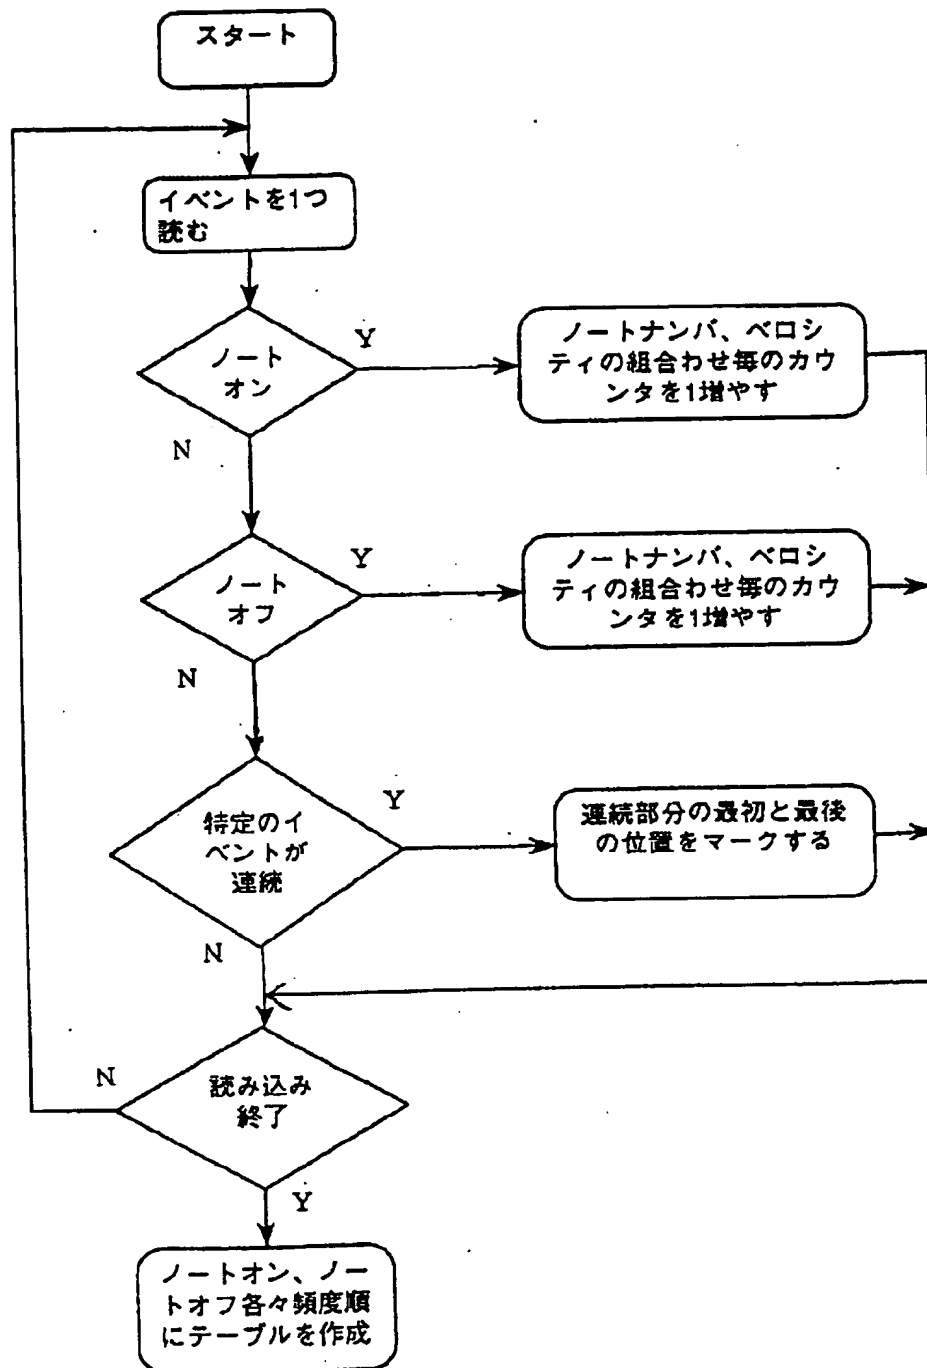 スタート
イベントを1つ
読む
ノート
オン
Y
ノートナンバ、ベロシ
ティの組合わせ毎のカウ
ンタを1増やす
N
ノート
オフ
Y
ノートナンバ、ベロシ
ティの組合わせ毎のカウ
ンタを1増やす
N
特定のイ
ベントが
連続
Y
連続部分の最初と最後
の位置をマークする
N
読み込み
終了
N
Y
ノートオン、ノー
トオフ各々頻度順
にテーブルを作成